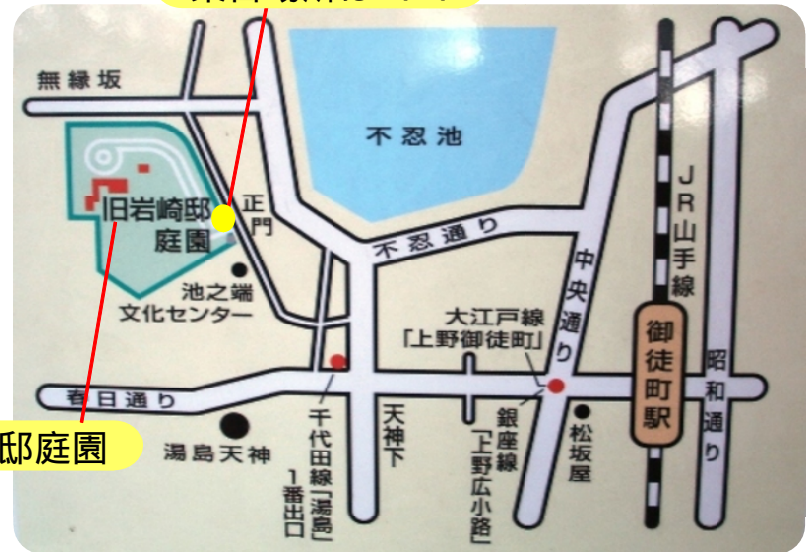 無縁坂
不忍池
旧岩崎邸
庭園
正門
池之端
文化センター
不忍通り
中央通り
JR山手線
大江戸線
「上野御徒町」
御徒町駅
昭和通り
春日通り
湯島天神
千代田線「湯島」
1番出口
天神下
銀座線
「上野広小路」
松坂屋
邸庭園